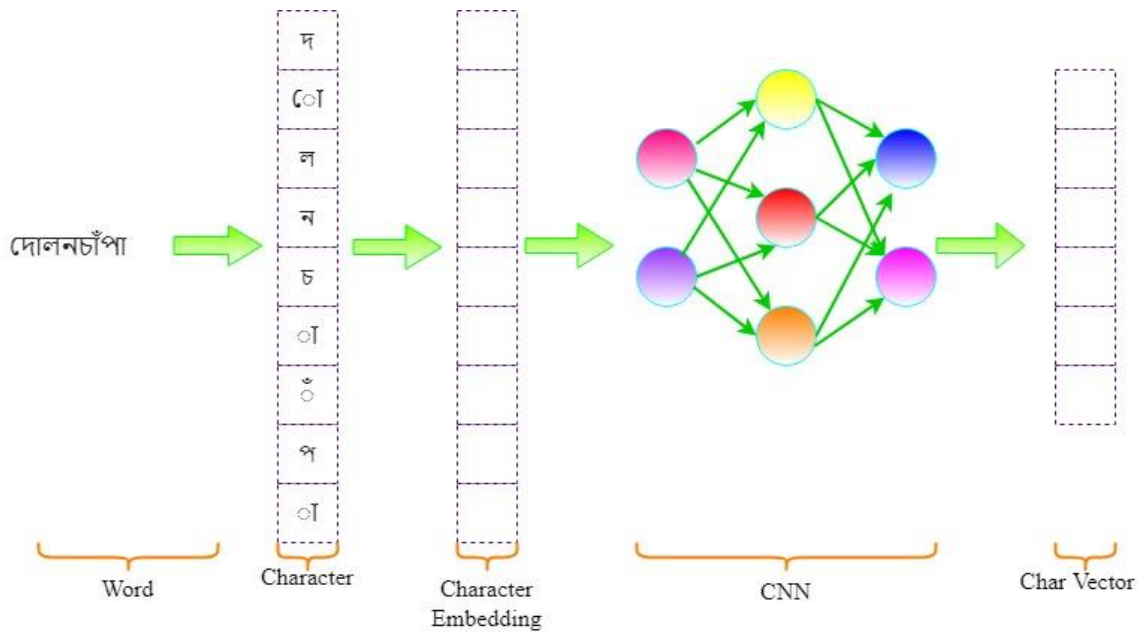 দোলনচাঁপা
দ
ো
ল
ন
চ
া
ঁ
প
া
Word
Character
Character
Embedding
CNN
Char Vector